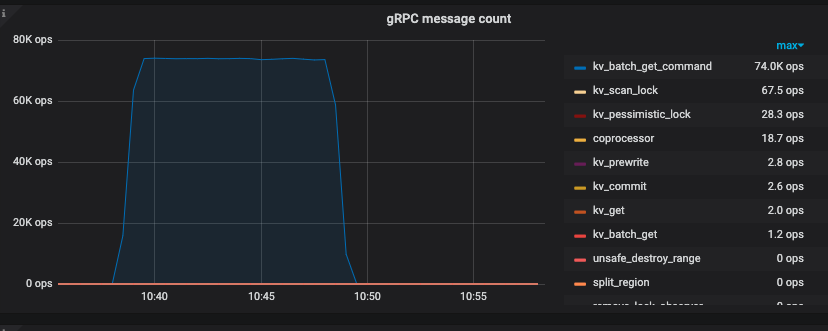 i
gRPC message count
80K ops
60K ops
40K ops
20K ops
0 ops
10:40 10:45 10:50 10:55
max
kv_batch_get_command 74.0K ops
kv_scan_lock 67.5 ops
kv_pessimistic_lock 28.3 ops
coprocessor 18.7 ops
kv_prewrite 2.8 ops
kv_commit 2.6 ops
kv_get 2.0 ops
kv_batch_get 1.2 ops
unsafe_destroy_range 0 ops
split_region 0 ops